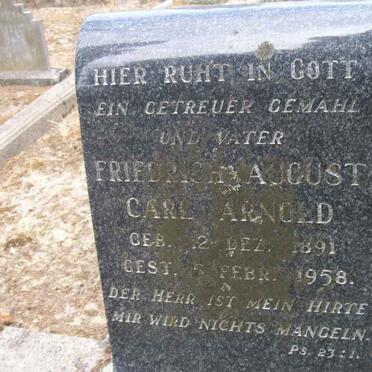 HIER RUHT IN GOTT
EIN GETREUER GEMAHL
UND VATER
FRIEDRICH AUGUST
CARL ARNOLD
GEB. 12 DEZ. 1891
GEST. 5 FEBR. 1958.
DER HERR IST MEIN HIRTE
MIR WIRD NICHTS MANGELN.
Ps. 23:1.